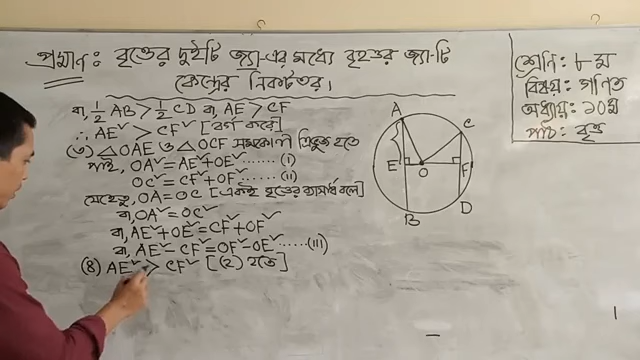 প্রমাণ: বৃত্তের দুইটি জ্যা-এর মধ্যে বৃহত্তর জ্যা-টি
কেন্দ্রের নিকটতর।
বা, 1/2 AB > 1/2 CD বা, AE > CF
∴ AE² > CF² [বর্গ করে]
(৩) △OAE ও △OCF সমকোণী ত্রিভুজ হতে
পাই, OA² = AE² + OE² ...... (i)
OC² = CF² + OF² ...... (ii)
যেহেতু, OA = OC [একই বৃত্তের ব্যাসার্ধ বলে]
বা, OA² = OC²
বা, AE² + OE² = CF² + OF²
বা, AE² - CF² = OF² - OE² ...... (iii)
(৪) AE² > CF² [(২) হতে]
A
C
E
O
F
B
D
শ্রেণি: ৮ম
বিষয়: গণিত
অধ্যায়: ১০ম
পাঠ: বৃত্ত